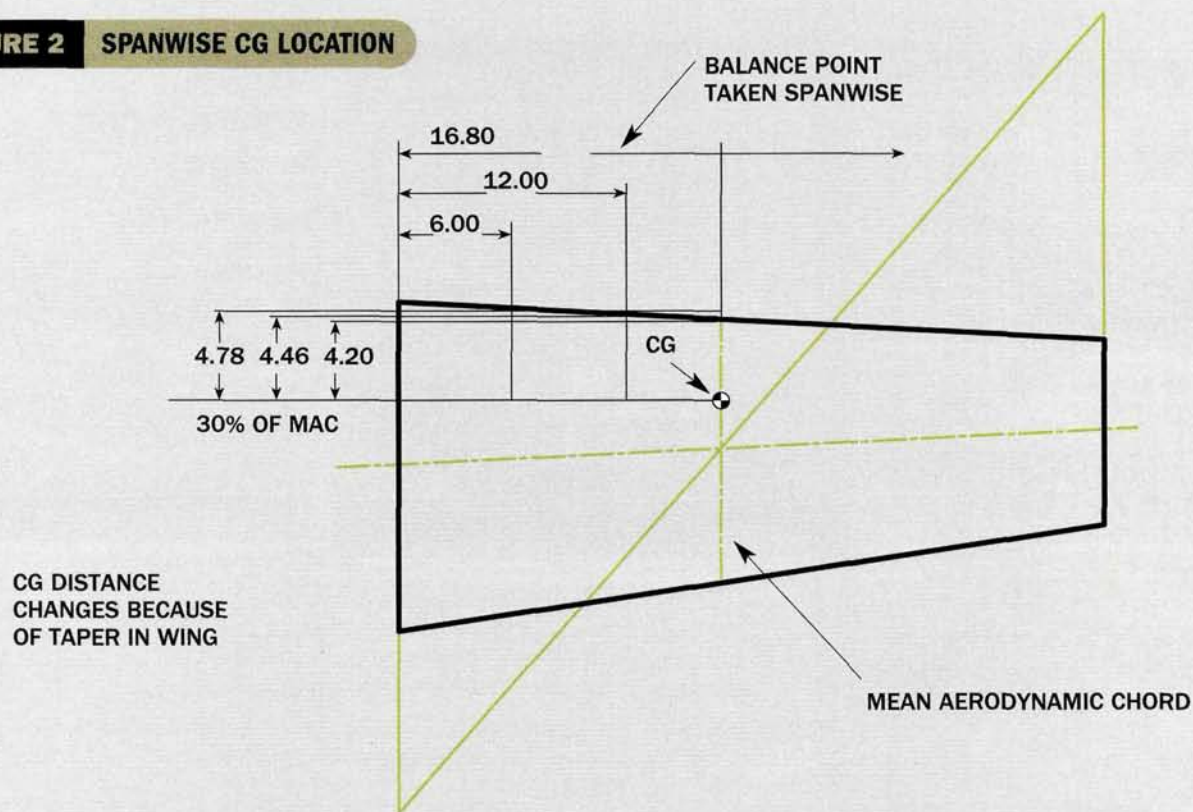 URE 2 SPANWISE CG LOCATION
BALANCE POINT
TAKEN SPANWISE
16.80
12.00
6.00
4.78 4.46 4.20
CG
30% OF MAC
CG DISTANCE
CHANGES BECAUSE
OF TAPER IN WING
MEAN AERODYNAMIC CHORD